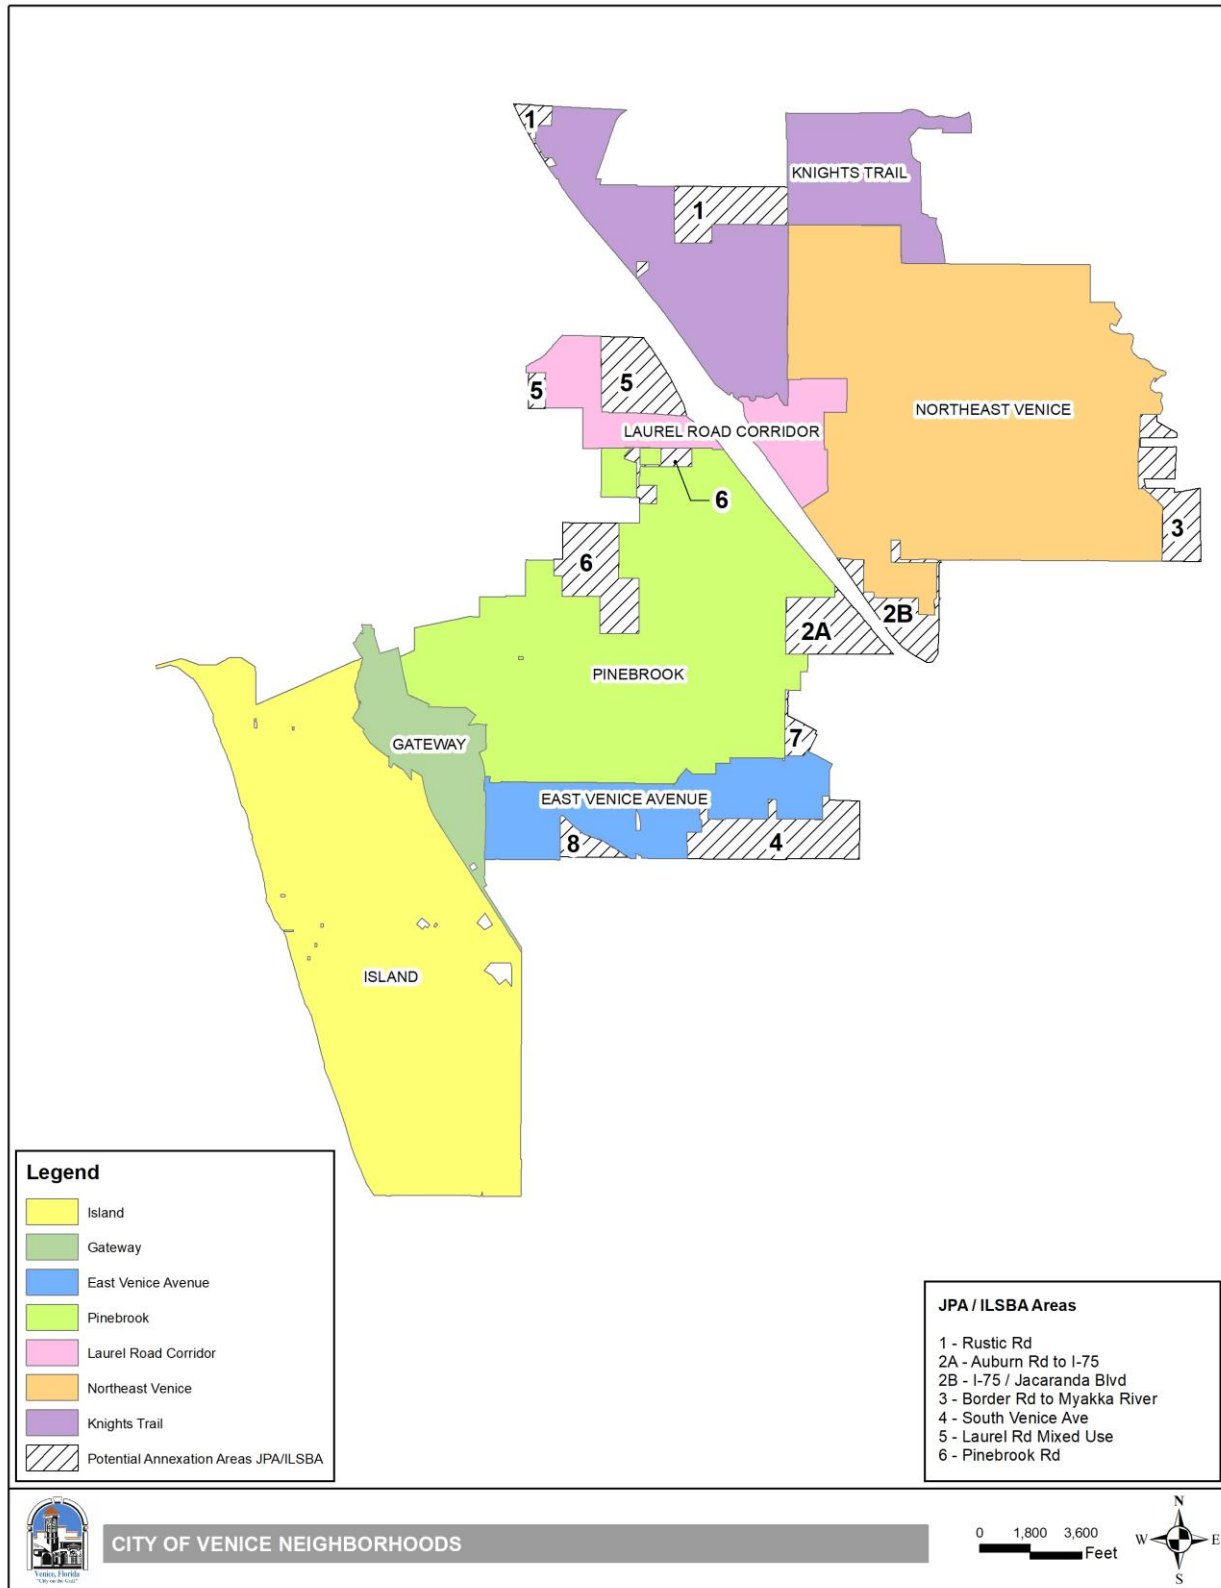 1
KNIGHTS TRAIL
1
5
5
NORTHEAST VENICE
LAUREL ROAD CORRIDOR
6
3
6
2A
2B
PINEBROOK
7
GATEWAY
EAST VENICE AVENUE
8
4
ISLAND
Legend
Island
Gateway
East Venice Avenue
Pinebrook
Laurel Road Corridor
Northeast Venice
Knights Trail
Potential Annexation Areas JPA/ILSBA
JPA / ILSBA Areas
1 - Rustic Rd
2A - Auburn Rd to I-75
2B - I-75 / Jacaranda Blvd
3 - Border Rd to Myakka River
4 - South Venice Ave
5 - Laurel Rd Mixed Use
6 - Pinebrook Rd
Venice, Florida
"City on the Gulf"
CITY OF VENICE NEIGHBORHOODS
0 1,800 3,600
Feet
N
W E
S